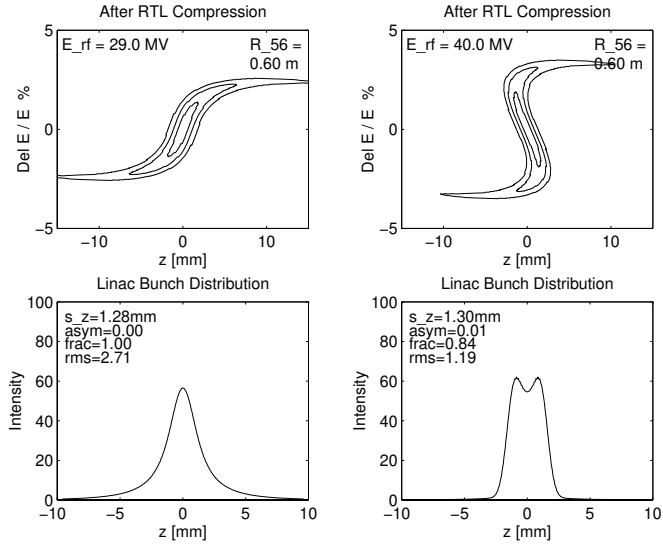 After RTL Compression
E_rf = 29.0 MV
R_56 =
0.60 m
5
0
−5
Del E / E %
−10
0
10
z [mm]
After RTL Compression
E_rf = 40.0 MV
R_56 =
0.60 m
5
0
−5
Del E / E %
−10
0
10
z [mm]
Linac Bunch Distribution
s_z=1.28mm
asym=0.00
frac=1.00
rms=2.71
100
80
60
40
20
0
Intensity
−10
−5
0
5
10
z [mm]
Linac Bunch Distribution
s_z=1.30mm
asym=0.01
frac=0.84
rms=1.19
100
80
60
40
20
0
Intensity
−10
−5
0
5
10
z [mm]